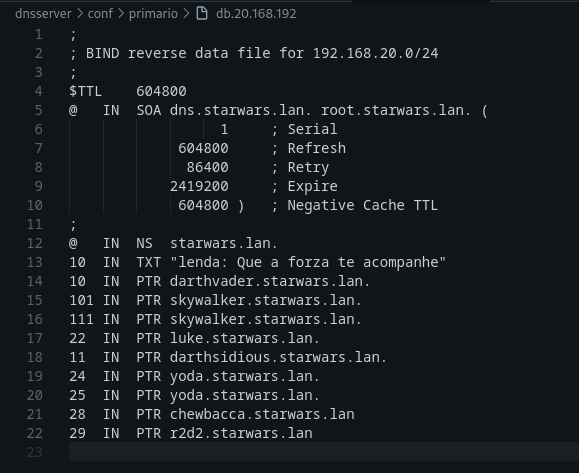 dnsserver > conf > primario > db.20.168.192
1 ;
2 ; BIND reverse data file for 192.168.20.0/24
3 ;
4 $TTL    604800
5 @   IN  SOA dns.starwars.lan. root.starwars.lan. (
6                   1     ; Serial
7              604800     ; Refresh
8               86400     ; Retry
9             2419200     ; Expire
10             604800 )   ; Negative Cache TTL
11 ;
12 @   IN  NS  starwars.lan.
13 10  IN  TXT "lenda: Que a forza te acompanhe"
14 10  IN  PTR darthvader.starwars.lan.
15 101 IN  PTR skywalker.starwars.lan.
16 111 IN  PTR skywalker.starwars.lan.
17 22  IN  PTR luke.starwars.lan.
18 11  IN  PTR darthsidious.starwars.lan.
19 24  IN  PTR yoda.starwars.lan.
20 25  IN  PTR yoda.starwars.lan.
21 28  IN  PTR chewbacca.starwars.lan
22 29  IN  PTR r2d2.starwars.lan
23